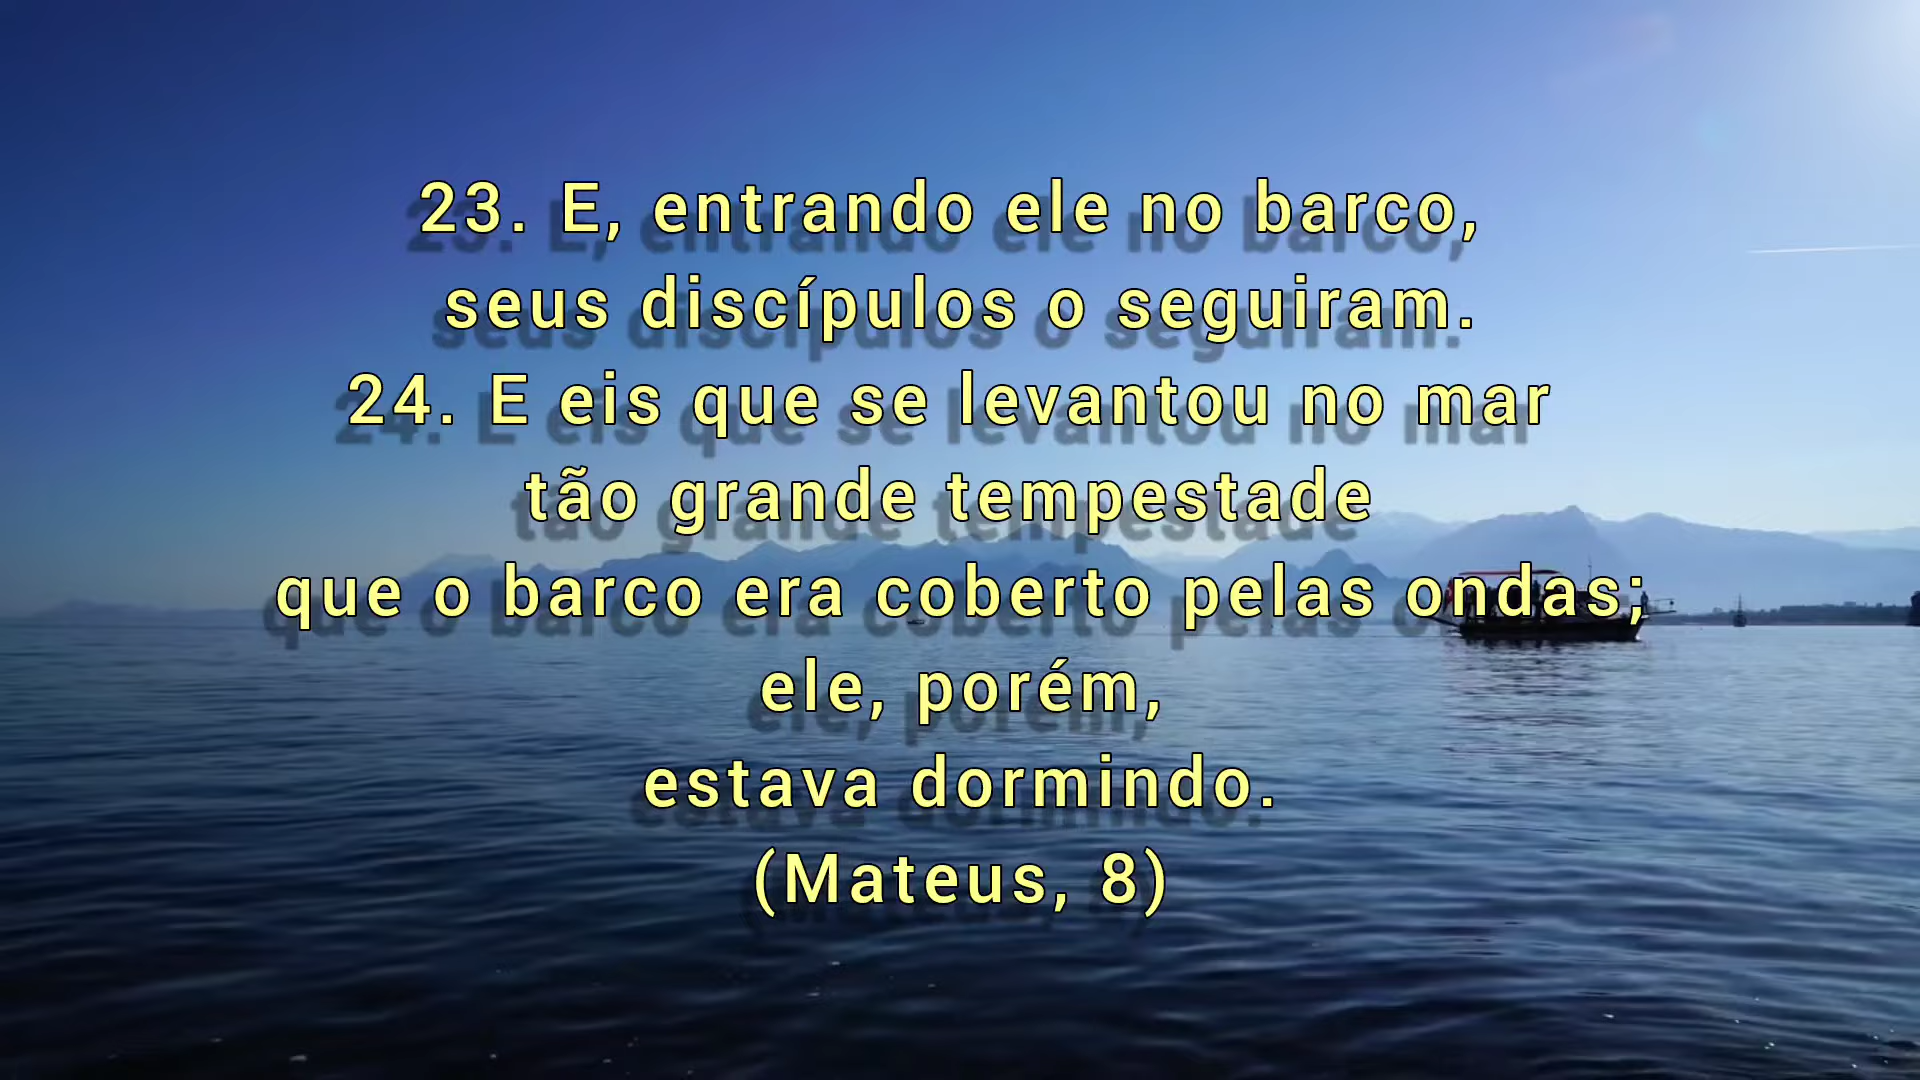 23. E, entrando ele no barco,
seus discípulos o seguiram.
24. E eis que se levantou no mar
tão grande tempestade
que o barco era coberto pelas ondas;
ele, porém,
estava dormindo.
(Mateus, 8)